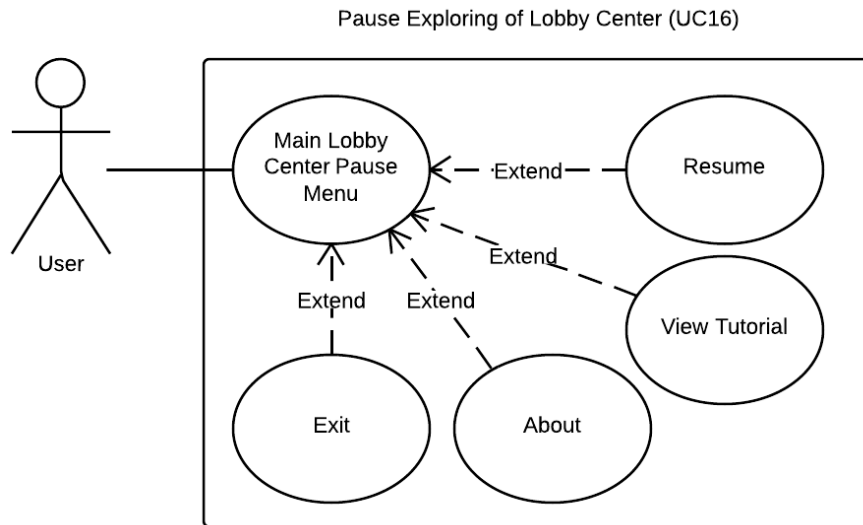 Pause Exploring of Lobby Center (UC16)
Main Lobby
Center Pause
Menu
Extend
Resume
User
Extend
View Tutorial
Extend
Extend
Exit
About